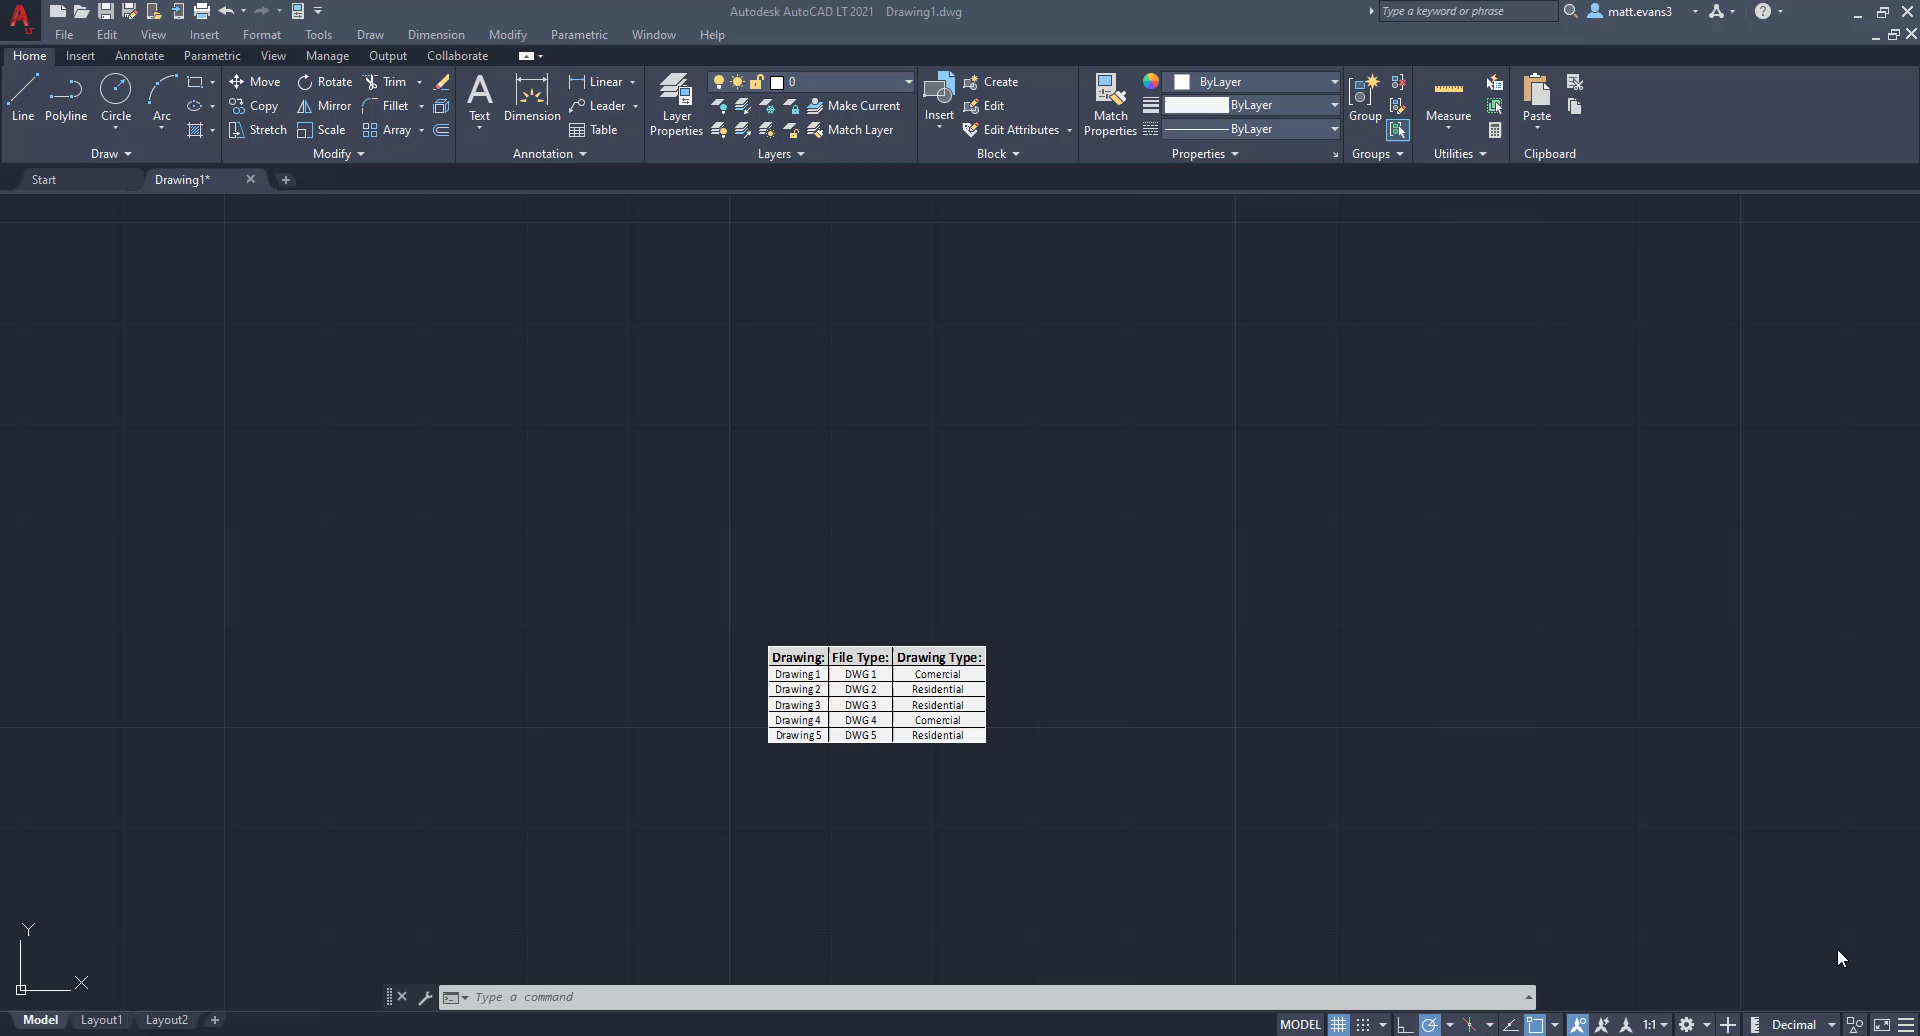 Autodesk AutoCAD LT 2021 Drawing1.dwg
Type a keyword or phrase
matt.evans3
File Edit View Insert Format Tools Draw Dimension Modify Parametric Window Help
Home Insert Annotate Parametric View Manage Output Collaborate
Line Polyline Circle Arc
Move Rotate Trim
Copy Mirror Fillet
Stretch Scale Array
Text Dimension
Linear
Leader
Table
Layer Properties
0
Make Current
Match Layer
Insert
Create
Edit
Edit Attributes
Match Properties
ByLayer
ByLayer
ByLayer
Group
Measure
Paste
Draw Modify Annotation Layers Block Properties Groups Utilities Clipboard
Start Drawing1*
Drawing: File Type: Drawing Type:
Drawing 1 DWG 1 Comercial
Drawing 2 DWG 2 Residential
Drawing 3 DWG 3 Residential
Drawing 4 DWG 4 Comercial
Drawing 5 DWG 5 Residential
Y
X
Type a command
Model Layout1 Layout2
MODEL 1:1 Decimal